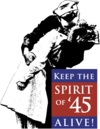 KEEP THE
SPIRIT
OF '45
ALIVE!